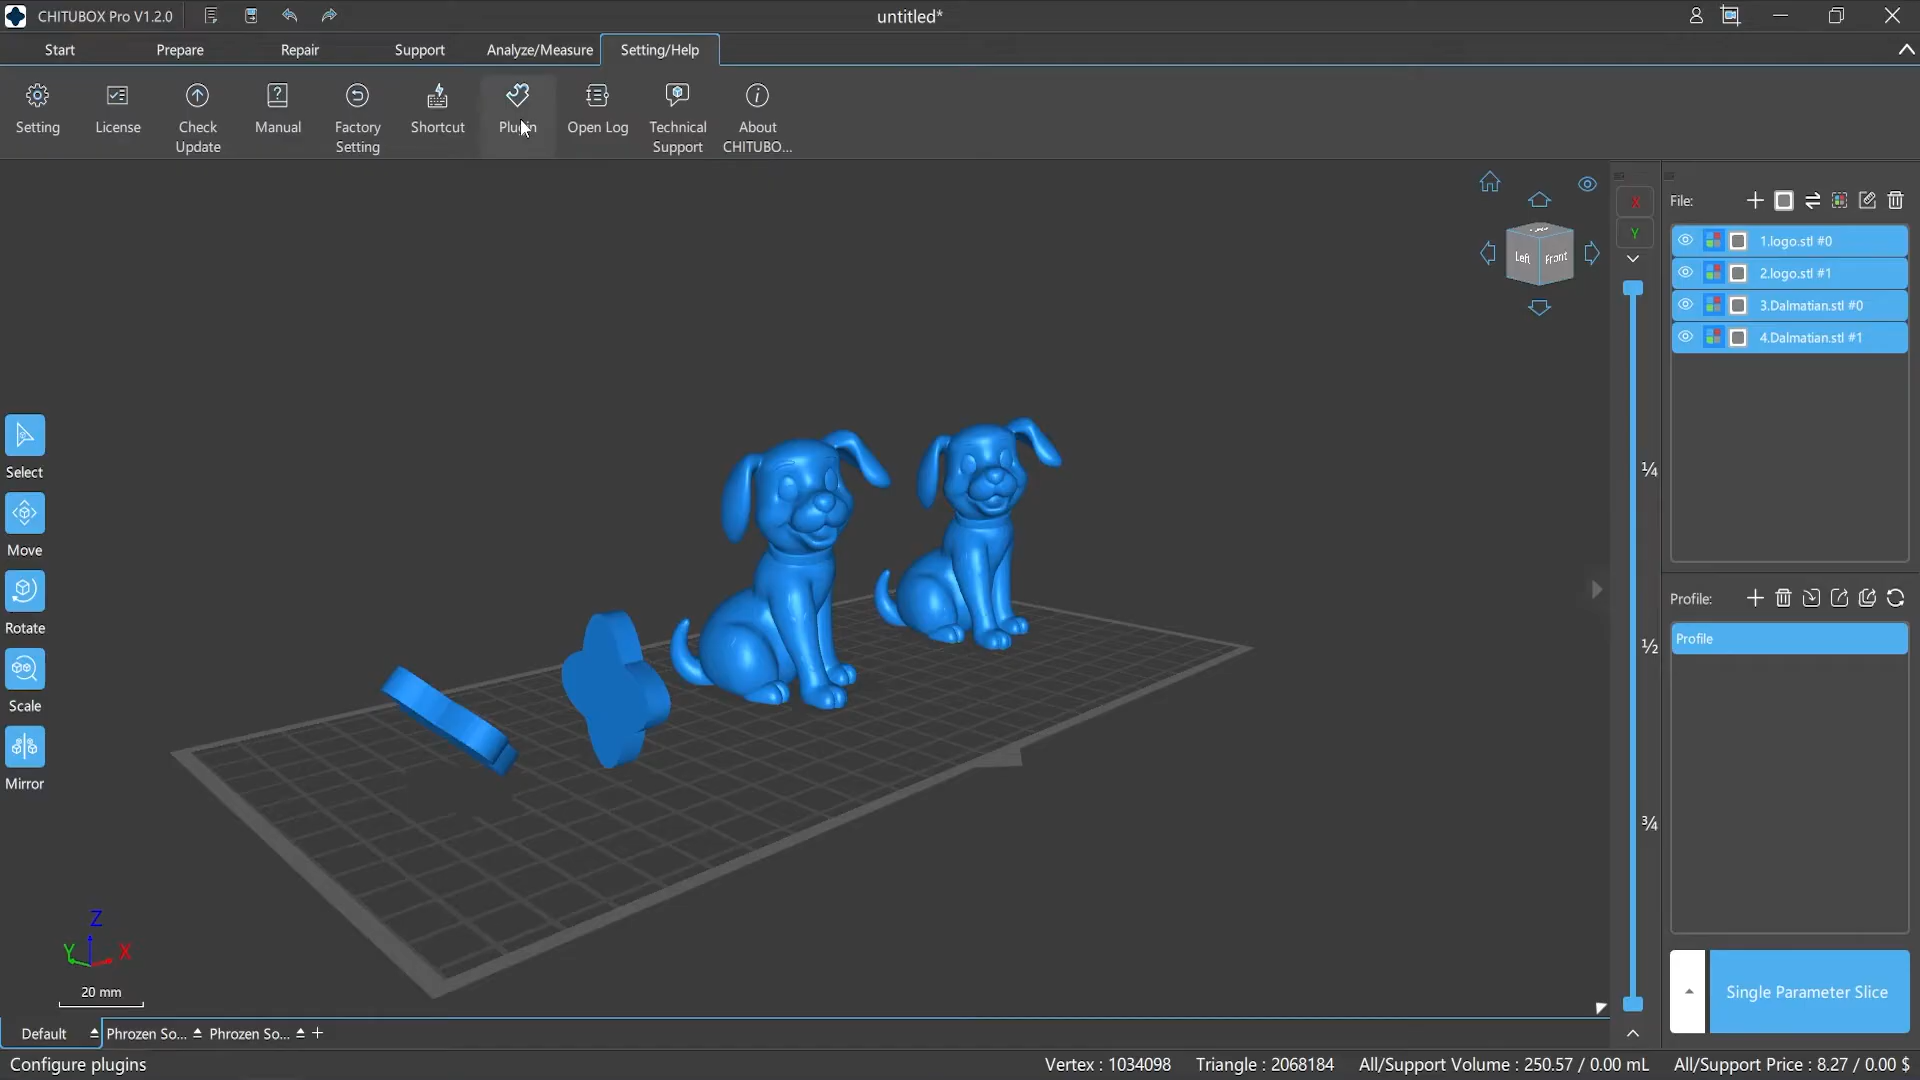 CHITUBOX Pro V1.2.0
untitled*
Start
Prepare
Repair
Support
Analyze/Measure
Setting/Help
Setting
License
Check
Update
Manual
Factory
Setting
Shortcut
Plugin
Open Log
Technical
Support
About
CHITUBO...
Left
Front
X
Y
File:
1.logo.stl #0
2.logo.stl #1
3.Dalmatian.stl #0
4.Dalmatian.stl #1
Select
Move
Rotate
Scale
Mirror
¼
½
¾
Profile:
Profile
Z
Y
X
20 mm
Single Parameter Slice
Default
Phrozen So...
Phrozen So...
Configure plugins
Vertex : 1034098
Triangle : 2068184
All/Support Volume : 250.57 / 0.00 mL
All/Support Price : 8.27 / 0.00 $